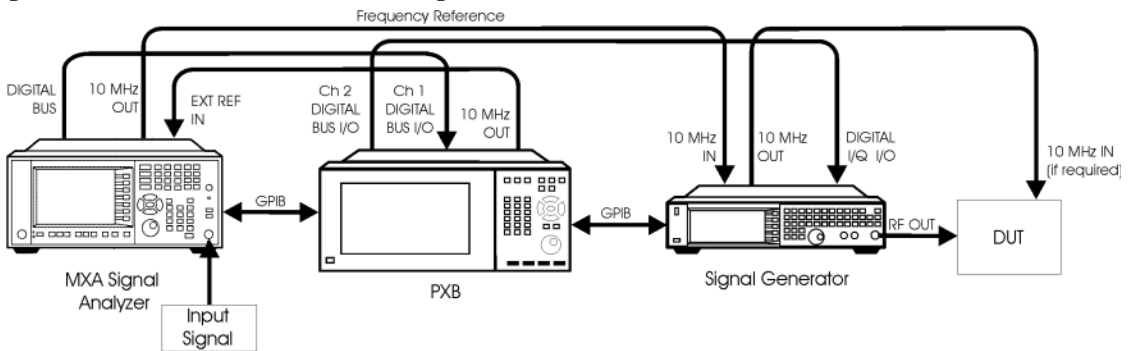 Frequency Reference
DIGITAL
BUS
10 MHz
OUT
EXT REF
IN
Ch 2
DIGITAL
BUS I/O
Ch 1
DIGITAL
BUS I/O
10 MHz
OUT
10 MHz
IN
10 MHz
OUT
DIGITAL
I/Q I/O
10 MHz IN
(if required)
GPIB
GPIB
RF OUT
DUT
MXA Signal
Analyzer
PXB
Signal Generator
Input
Signal